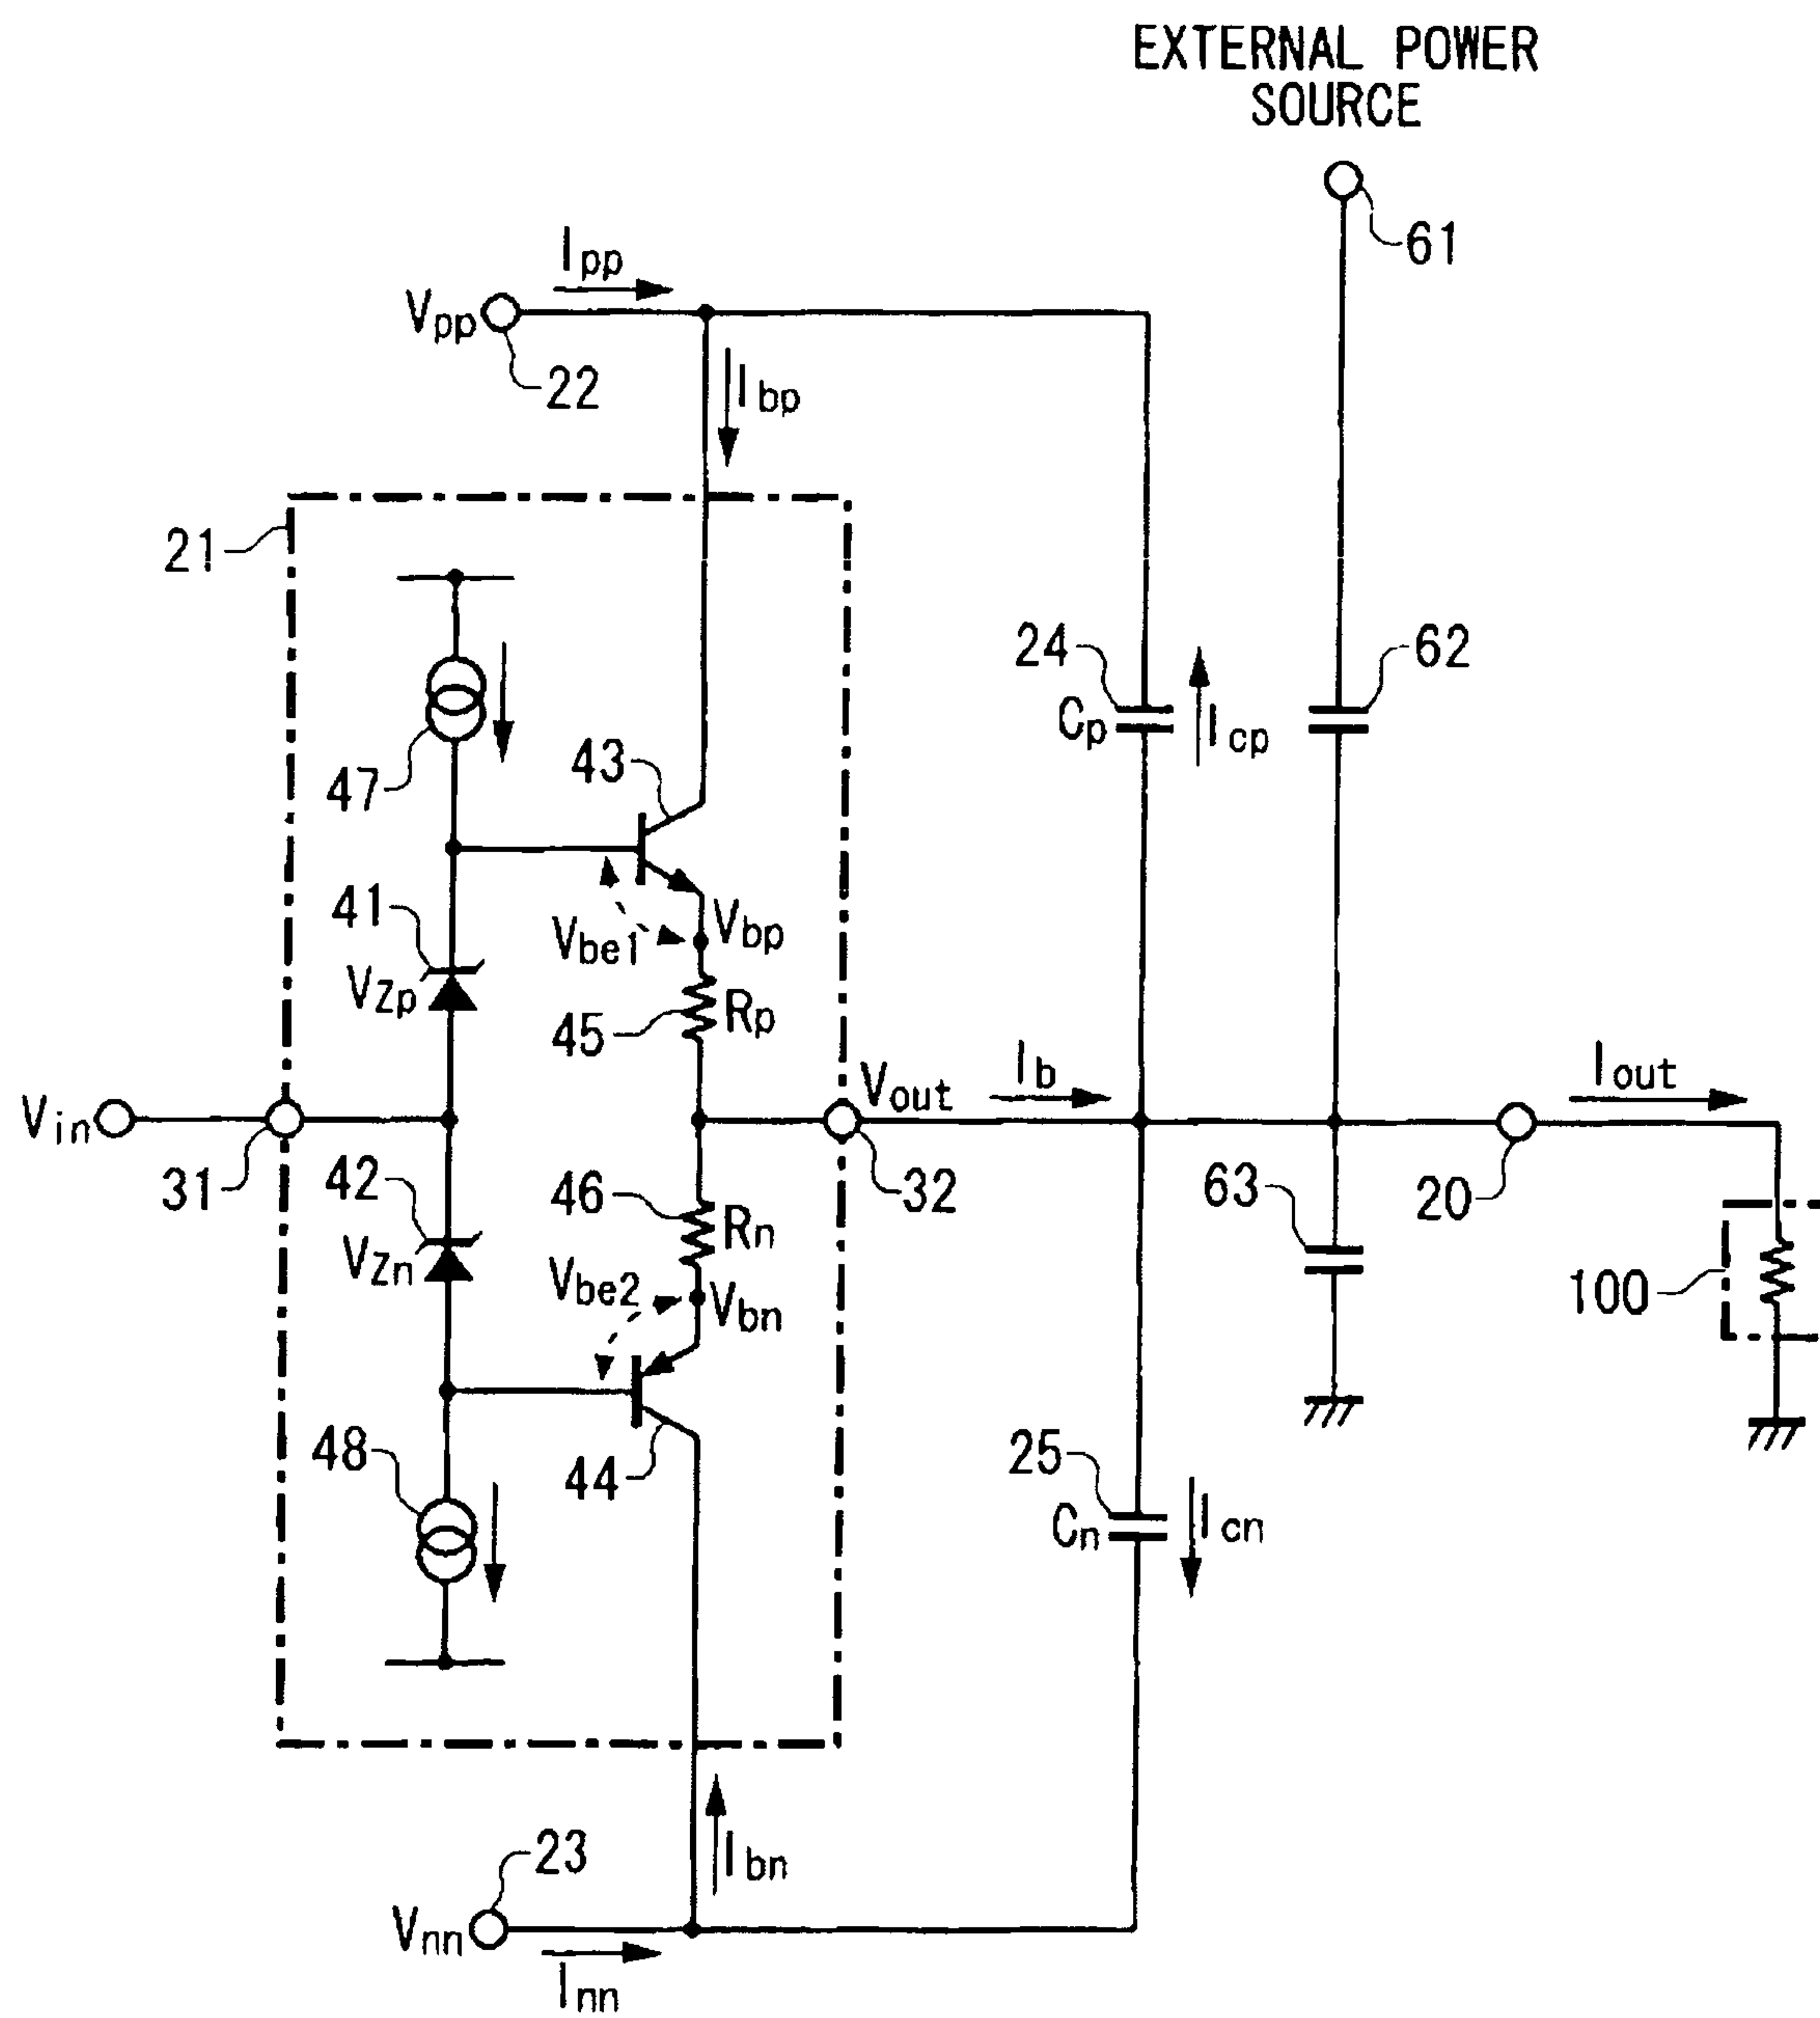 EXTERNAL POWER
SOURCE
61
Ipp
Vpp
22
Ibp
21
24
62
Cp
Icp
47
43
41
Vbp
Vbe1
VZp
Rp
45
Vin
31
Vout
Ib
Iout
32
20
42
46
63
Rn
VZn
Vbe2
Vbn
100
48
44
25
Cn
Icn
23
Ibn
Vnn
Inn